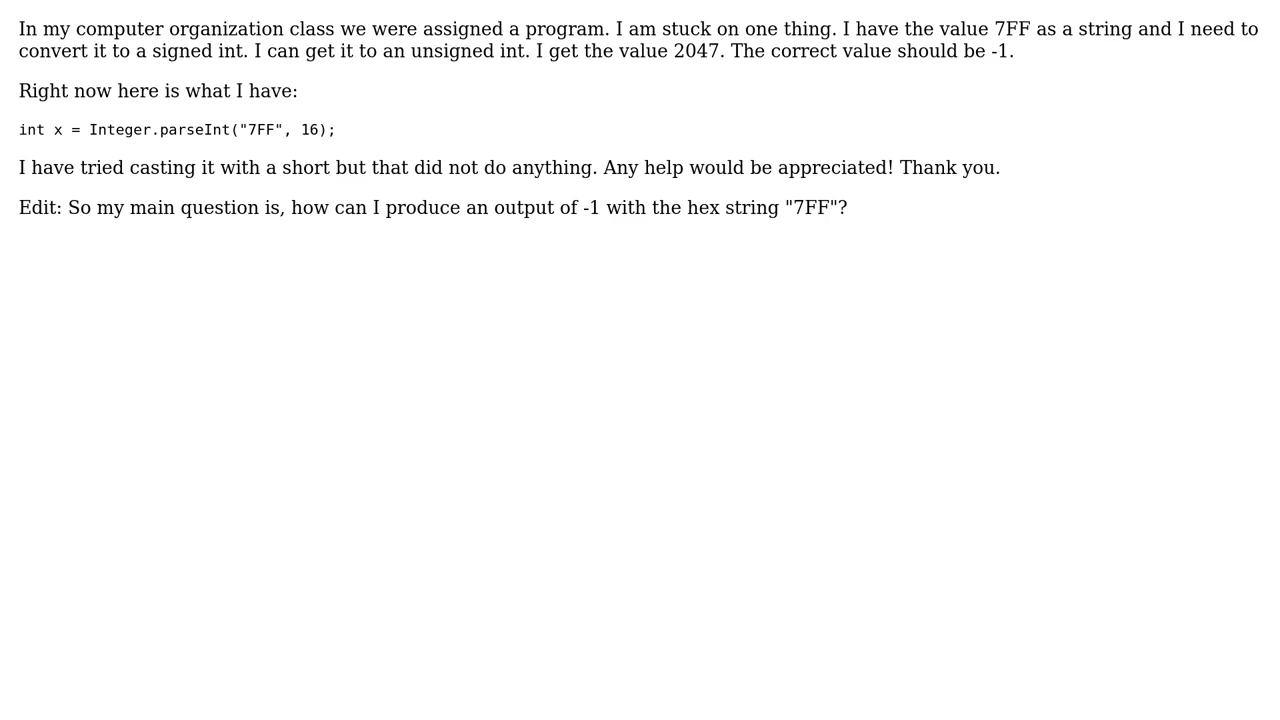 In my computer organization class we were assigned a program. I am stuck on one thing. I have the value 7FF as a string and I need to
convert it to a signed int. I can get it to an unsigned int. I get the value 2047. The correct value should be -1.
Right now here is what I have:
int x = Integer.parseInt("7FF", 16);
I have tried casting it with a short but that did not do anything. Any help would be appreciated! Thank you.
Edit: So my main question is, how can I produce an output of -1 with the hex string "7FF"?